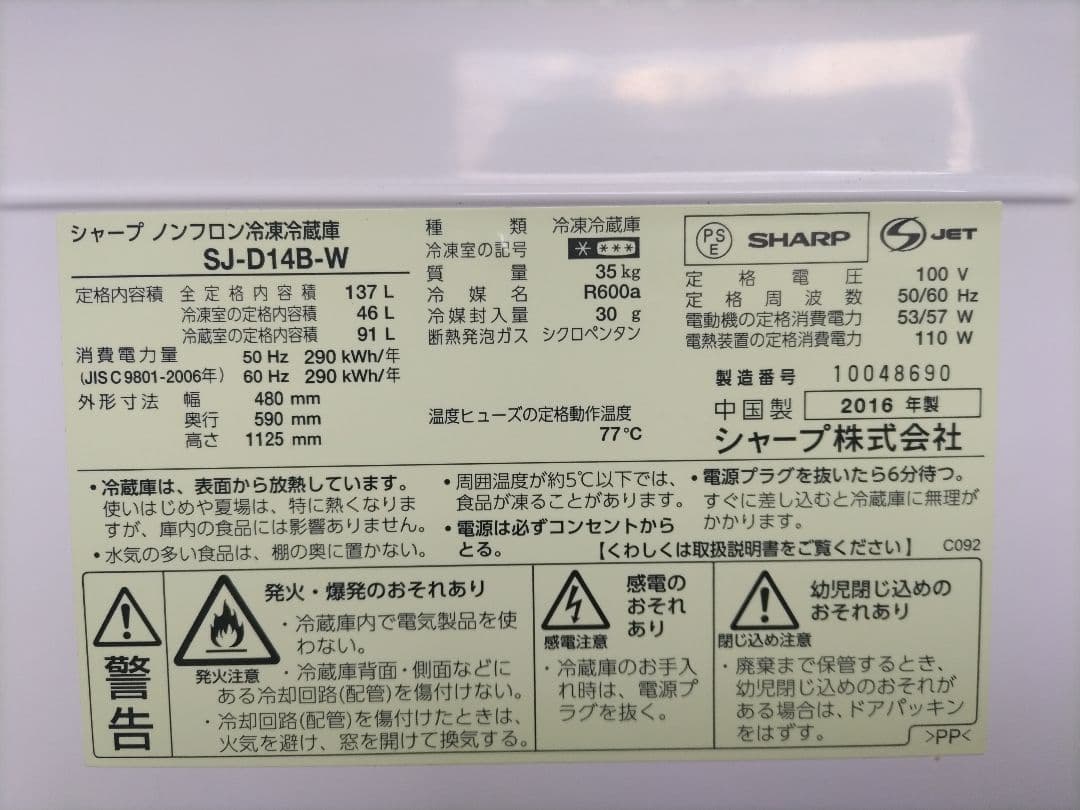 シャープ ノンフロン冷凍冷蔵庫
SJ-D14B-W
定格内容積 全定格内容積 137 L
冷凍室の定格内容積 46 L
冷蔵室の定格内容積 91 L
消費電力量 50 Hz 290 kWh/年
(JIS C 9801-2006年) 60 Hz 290 kWh/年
外形寸法 幅 480 mm
奥行 590 mm
高さ 1125 mm
種類 冷凍冷蔵庫
冷凍室の記号 * ***
質量 35 kg
冷媒名 R600a
冷媒封入量 30 g
断熱発泡ガス シクロペンタン
温度ヒューズの定格動作温度
77℃
PS
E
SHARP
S JET
定格電圧 100 V
定格周波数 50/60 Hz
電動機の定格消費電力 53/57 W
電熱装置の定格消費電力 110 W
製造番号 10048690
中国製 2016 年製
シャープ株式会社
・冷蔵庫は、表面から放熱しています。
使いはじめや夏場は、特に熱くなりま
すが、庫内の食品には影響ありません。
・水気の多い食品は、棚の奥に置かない。
・周囲温度が約5℃以下では、
食品が凍ることがあります。
・電源は必ずコンセントから
とる。
・電源プラグを抜いたら6分待つ。
すぐに差し込むと冷蔵庫に無理が
かかります。
【くわしくは取扱説明書をご覧ください】 C092
警告
発火注意
発火・爆発のおそれあり
・冷蔵庫内で電気製品を使
わない。
・冷蔵庫背面・側面などに
ある冷却回路(配管)を傷付けない。
・冷却回路(配管)を傷付けたときは、
火気を避け、窓を開けて換気する。
感電注意
感電の
おそれ
あり
・冷蔵庫のお手入
れ時は、電源プ
ラグを抜く。
閉じ込め注意
幼児閉じ込めの
おそれあり
・廃棄まで保管するとき、
幼児閉じ込めのおそれが
ある場合は、ドアパッキン
をはずす。
>PP<